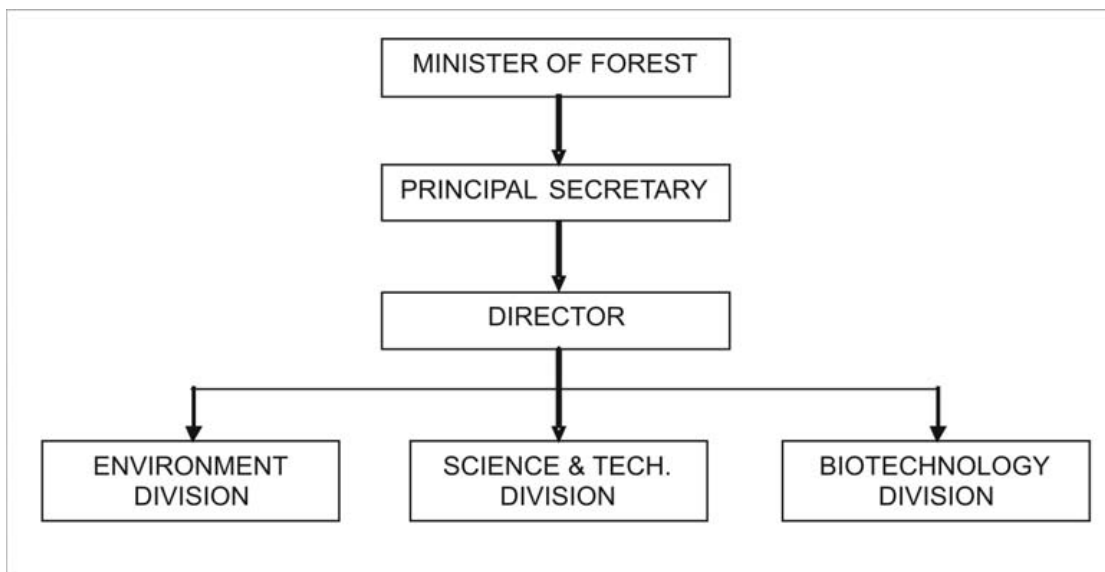 MINISTER OF FOREST
PRINCIPAL SECRETARY
DIRECTOR
ENVIRONMENT
DIVISION
SCIENCE & TECH.
DIVISION
BIOTECHNOLOGY
DIVISION